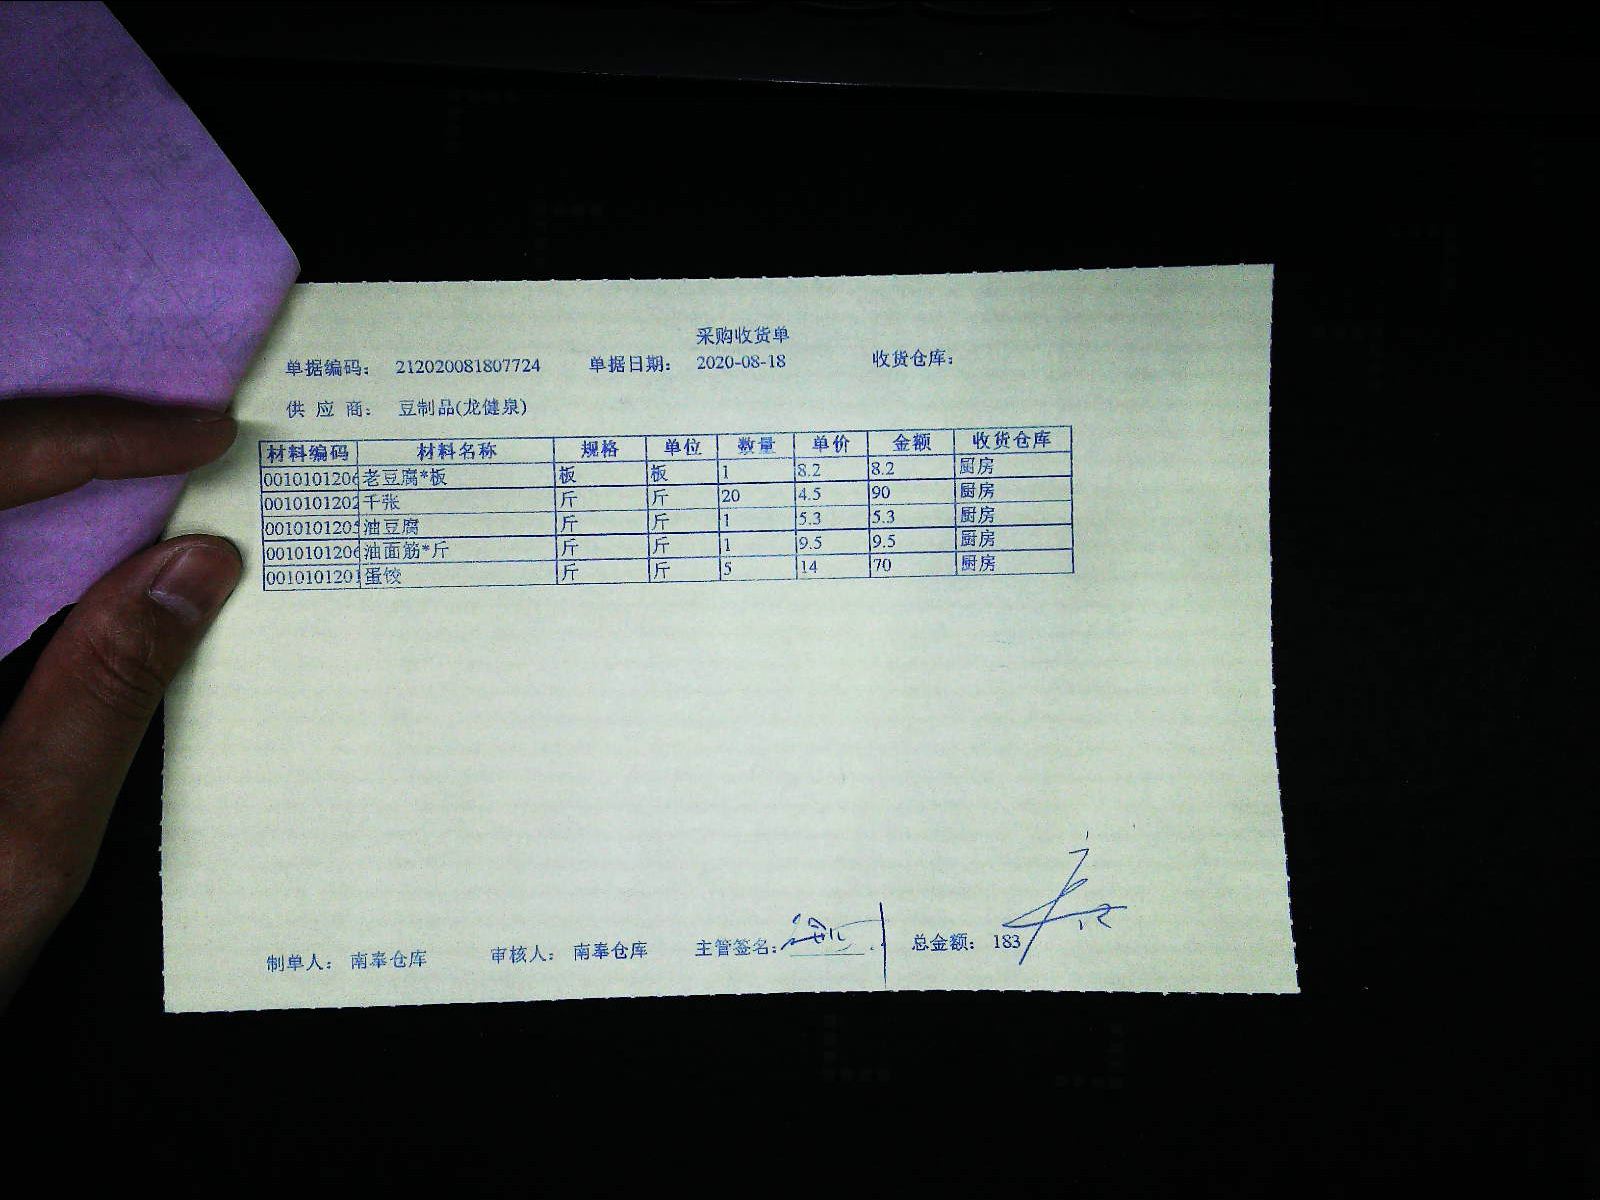 采购收货单
单据编码： 212020081807724 单据日期： 2020-08-18 收货仓库：
供 应 商： 豆制品(龙健泉)
材料编码 材料名称 规格 单位 数量 单价 金额 收货仓库
0010101206 老豆腐*板 板 板 1 8.2 8.2 厨房
0010101202 千张 斤 斤 20 4.5 90 厨房
0010101205 油豆腐 斤 斤 1 5.3 5.3 厨房
0010101206 油面筋*斤 斤 斤 1 9.5 9.5 厨房
0010101201 蛋饺 斤 斤 5 14 70 厨房
制单人： 南奉仓库 审核人： 南奉仓库 主管签名： 总金额： 183